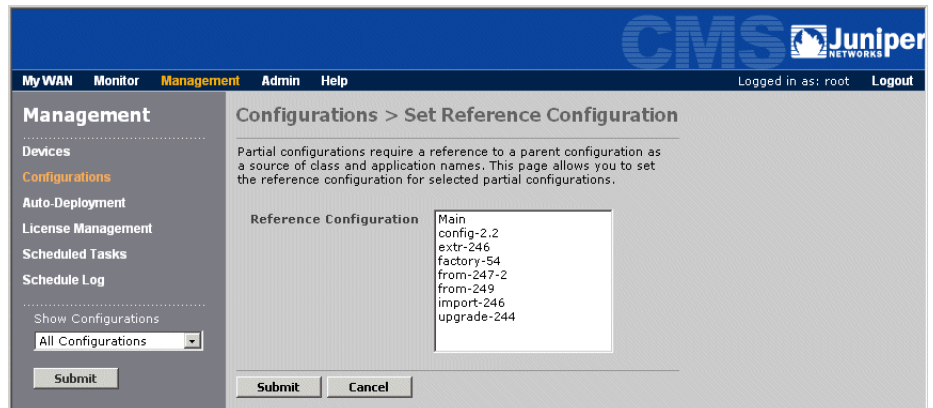 CMS
Juniper
NETWORKS
My WAN Monitor Management Admin Help
Logged in as: root Logout
Management
Devices
Configurations
Auto-Deployment
License Management
Scheduled Tasks
Schedule Log
Show Configurations
All Configurations
Submit
Configurations > Set Reference Configuration
Partial configurations require a reference to a parent configuration as
a source of class and application names. This page allows you to set
the reference configuration for selected partial configurations.
Reference Configuration
Main
config-2.2
extr-246
factory-54
from-247-2
from-249
import-246
upgrade-244
Submit Cancel